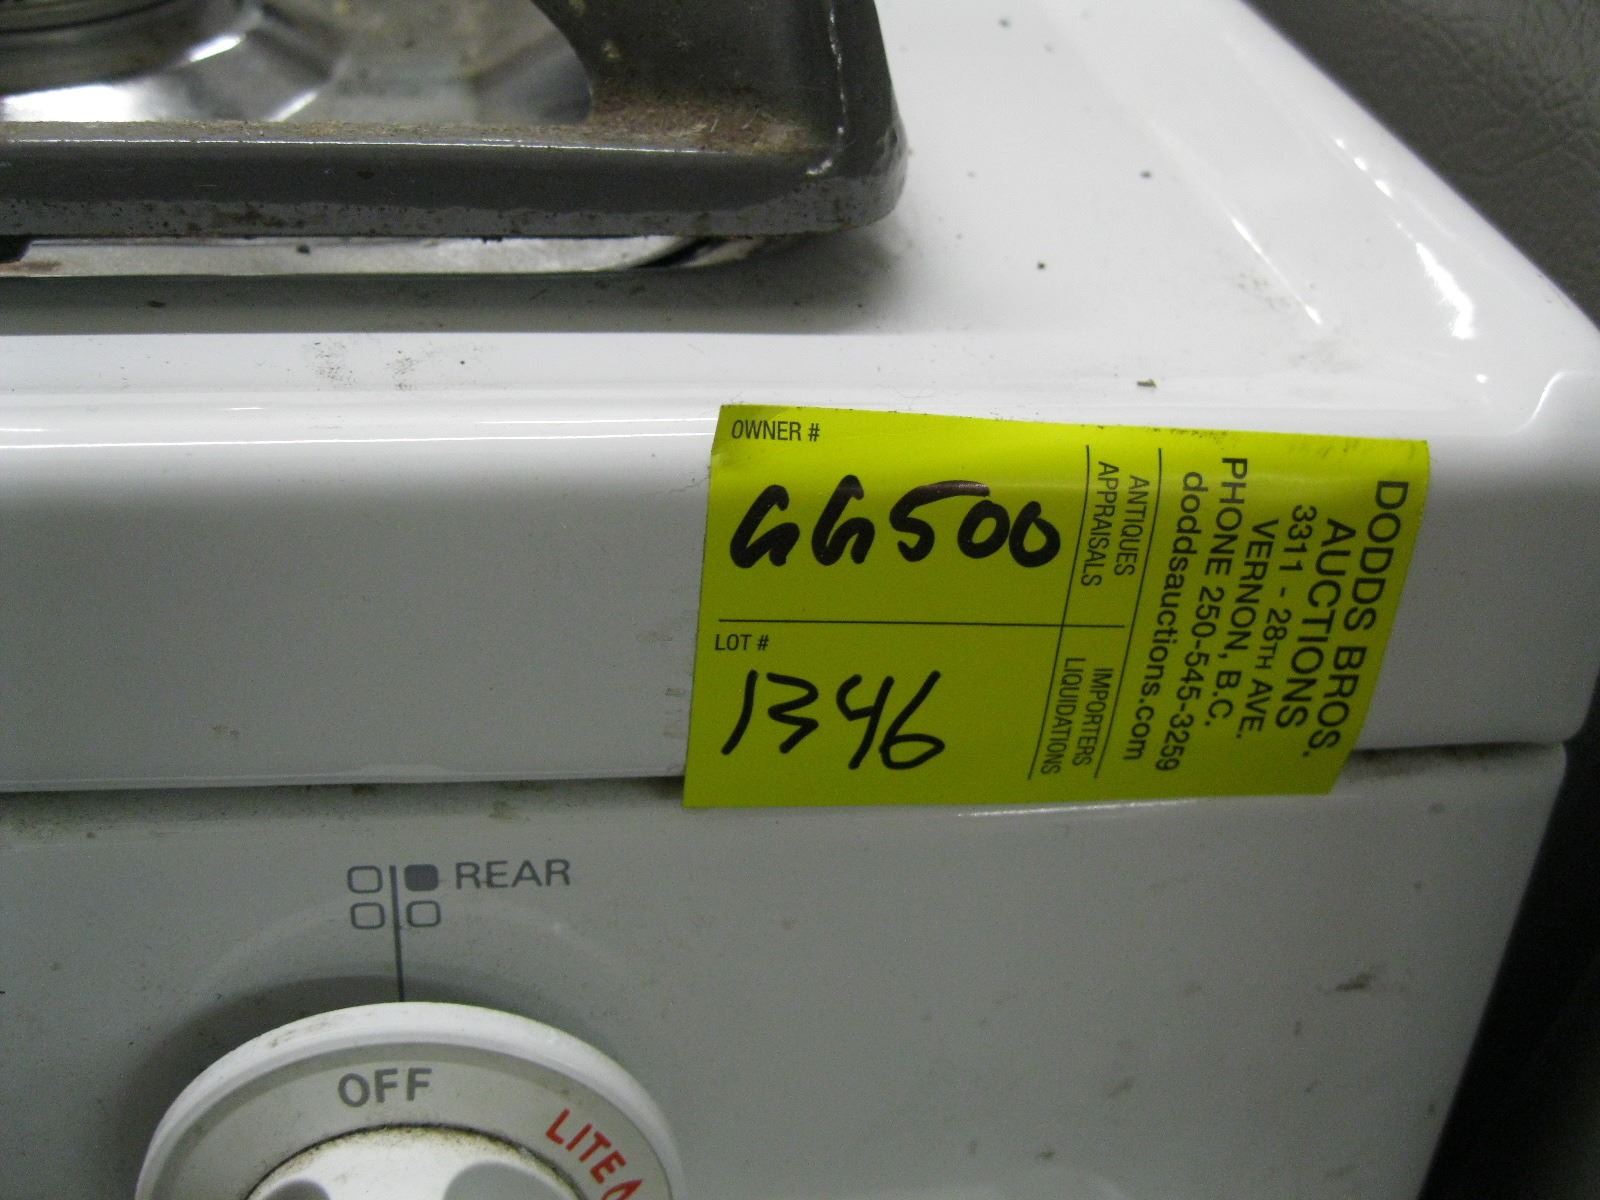 OWNER #
GG500
LOT #
1346
ANTIQUES
APPRAISALS
IMPORTERS
LIQUIDATIONS
DODDS BROS.
AUCTIONS
3311 - 28TH AVE.
VERNON, B.C.
PHONE 250-545-3259
doddsauctions.com
REAR
OFF
LITE